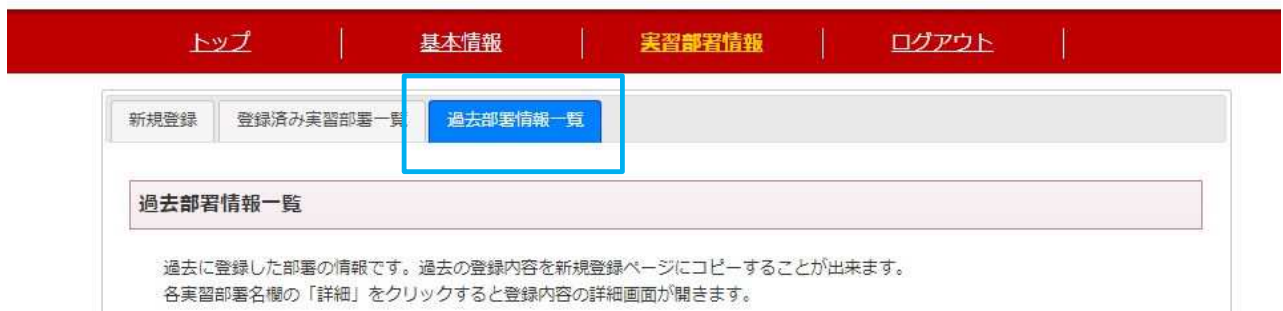 トップ | 基本情報 | 実習部署情報 | ログアウト |
新規登録 登録済み実習部署一覧 過去部署情報一覧
過去部署情報一覧
過去に登録した部署の情報です。過去の登録内容を新規登録ページにコピーすることが出来ます。
各実習部署名欄の「詳細」をクリックすると登録内容の詳細画面が開きます。